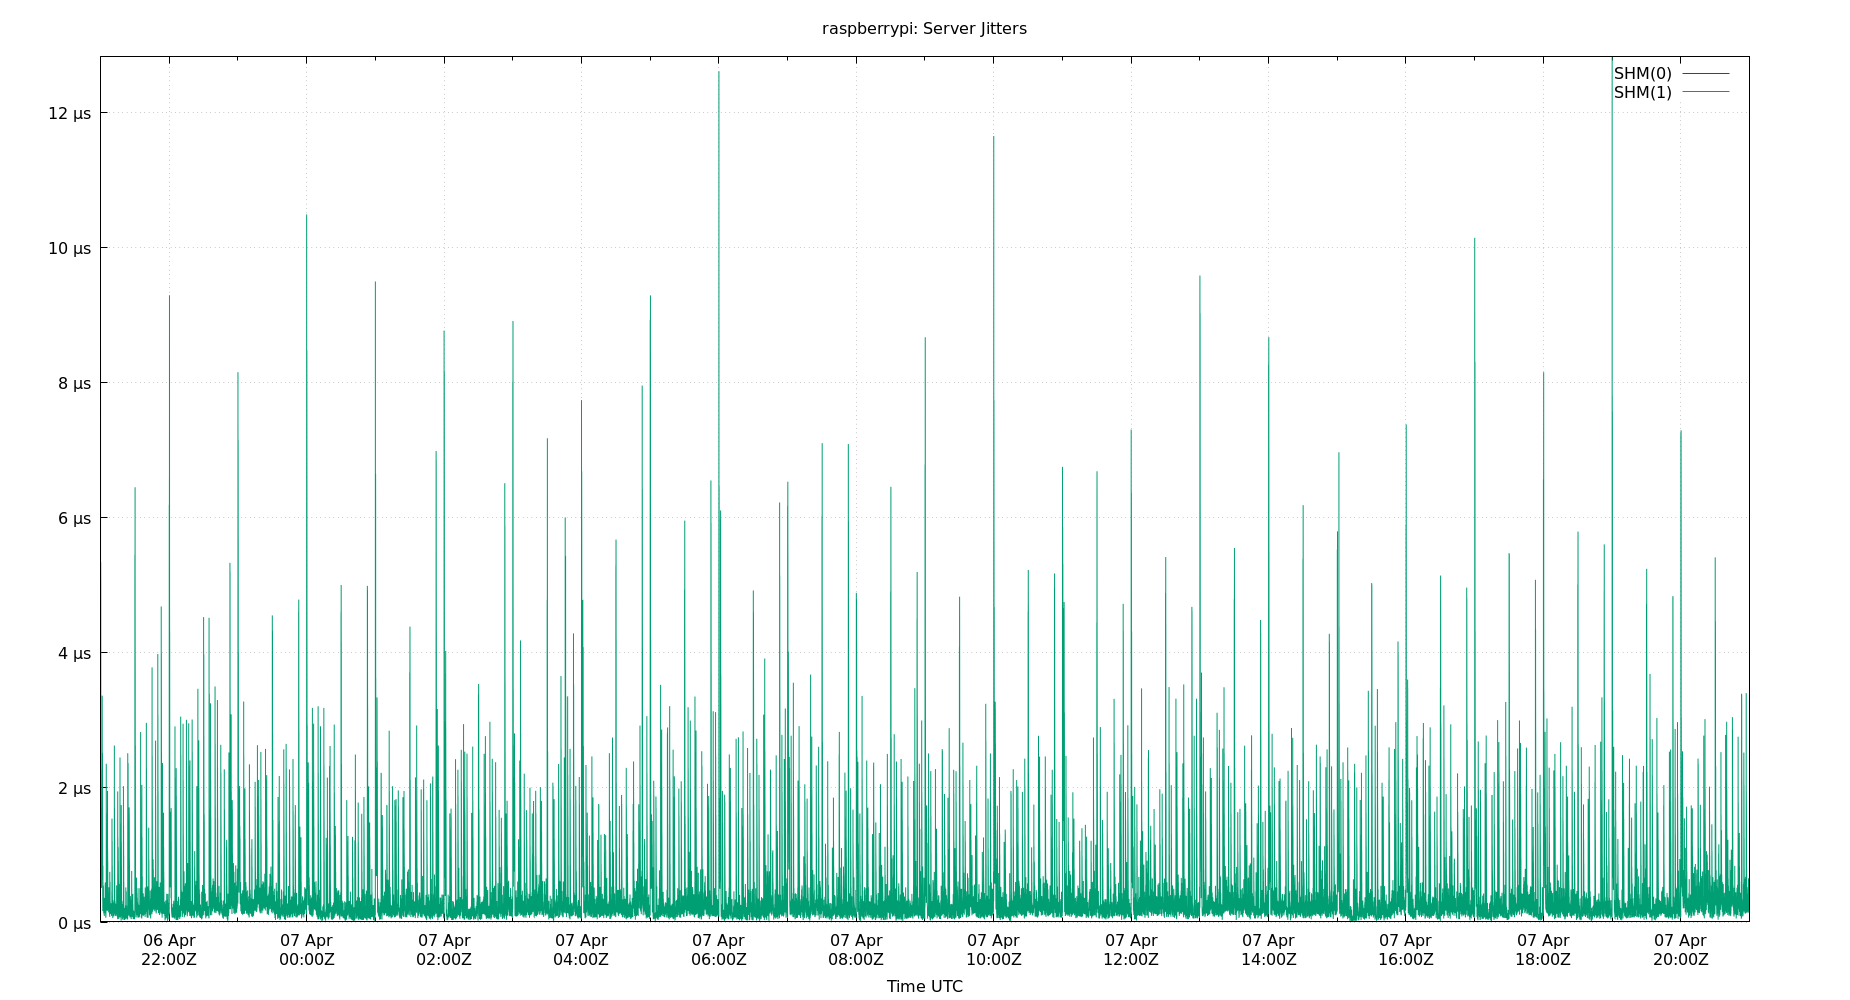 raspberrypi: Server Jitters
SHM(0)
SHM(1)
12 µs
10 µs
8 µs
6 µs
4 µs
2 µs
0 µs
06 Apr 07 Apr 07 Apr 07 Apr 07 Apr 07 Apr 07 Apr 07 Apr 07 Apr 07 Apr 07 Apr 07 Apr
22:00Z 00:00Z 02:00Z 04:00Z 06:00Z 08:00Z 10:00Z 12:00Z 14:00Z 16:00Z 18:00Z 20:00Z
Time UTC